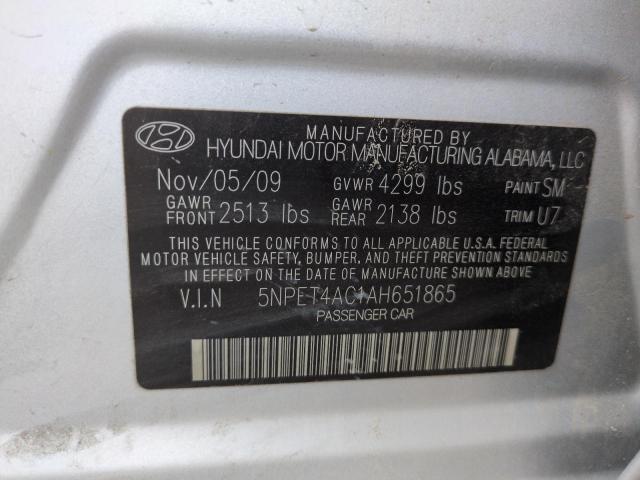 MANUFACTURED BY
HYUNDAI MOTOR MANUFACTURING ALABAMA, LLC
Nov/05/09 GVWR 4299 lbs PAINT SM
GAWR FRONT 2513 lbs GAWR REAR 2138 lbs TRIM U7
THIS VEHICLE CONFORMS TO ALL APPLICABLE U.S.A. FEDERAL
MOTOR VEHICLE SAFETY, BUMPER, AND THEFT PREVENTION STANDARDS
IN EFFECT ON THE DATE OF MANUFACTURE SHOWN ABOVE.
V.I.N 5NPET4AC1AH651865
PASSENGER CAR